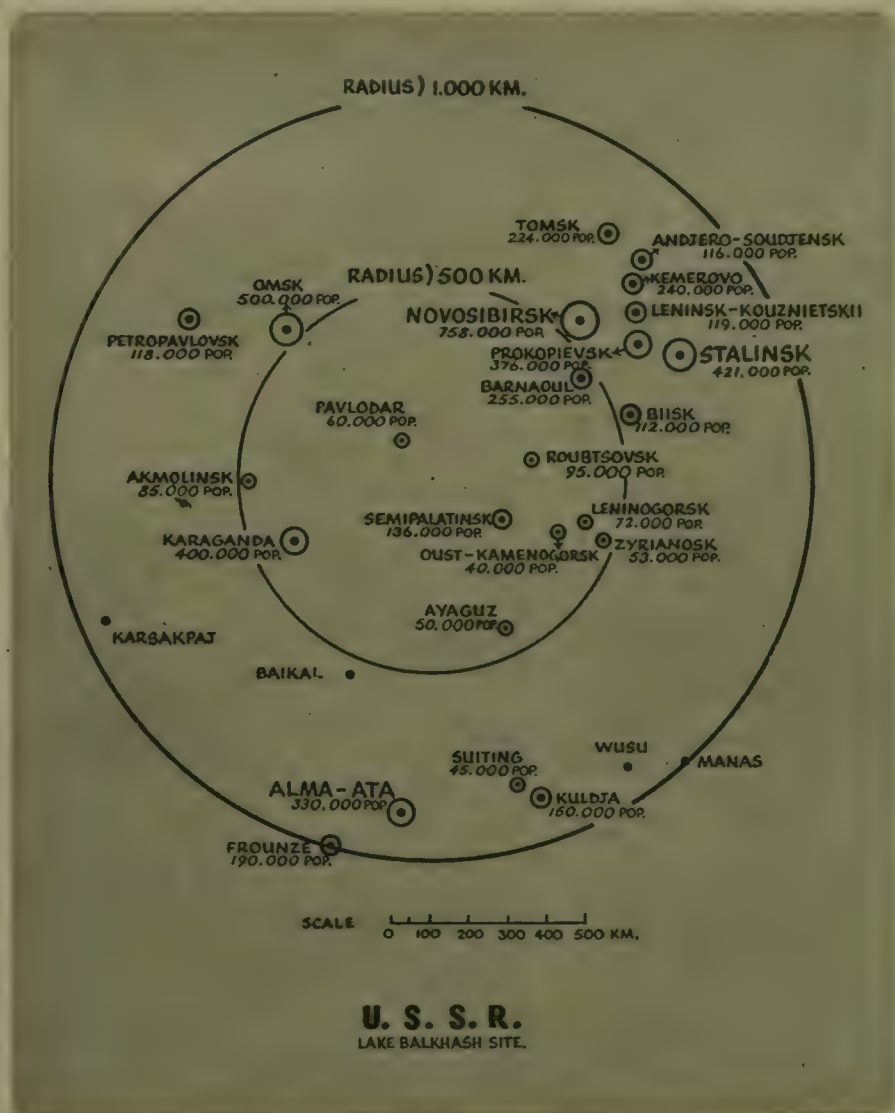 RADIUS) 1.000 KM.
TOMSK
224.000 POP.
ANDJERO-SOUDJENSK
116.000 POP.
RADIUS) 500 KM.
KEMEROVO
240.000 POP.
OMSK
500.000 POP.
NOVOSIBIRSK
758.000 POP.
LENINSK-KOUZNIETSKII
119.000 POP.
PETROPAVLOVSK
118.000 POP.
PROKOPIEVSK
376.000 POP.
STALINSK
421.000 POP.
BARNAOUL
255.000 POP.
PAVLODAR
60.000 POP.
BIISK
112.000 POP.
ROUBTSOVSK
95.000 POP.
AKMOLINSK
85.000 POP.
SEMIPALATINSK
136.000 POP.
LENINOGORSK
72.000 POP.
KARAGANDA
400.000 POP.
OUST-KAMENOGORSK
40.000 POP.
ZYRIANOSK
53.000 POP.
AYAGUZ
50.000 POP.
KARSAKPAJ
BAIKAL
SUITING
45.000 POP.
WUSU
MANAS
ALMA-ATA
330.000 POP.
KULDJA
160.000 POP.
FROUNZE
190.000 POP.
SCALE
0 100 200 300 400 500 KM.
U. S. S. R.
LAKE BALKHASH SITE.